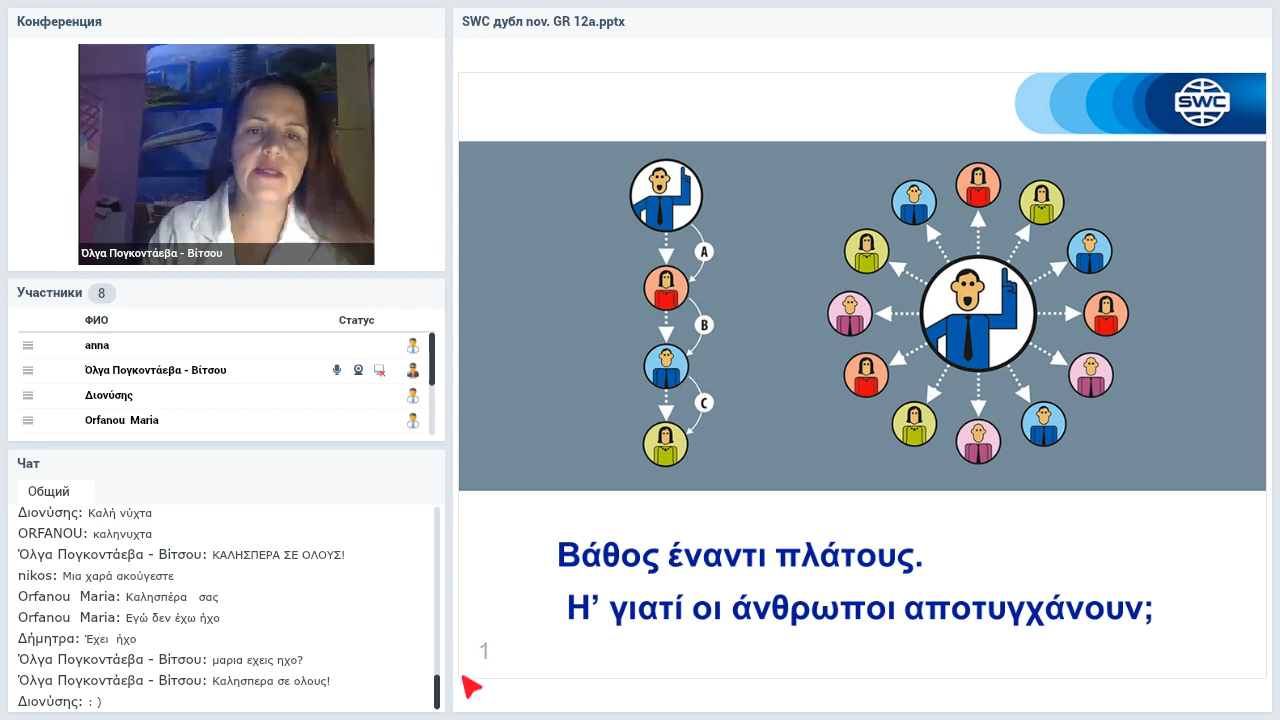 Конференция
Όλγα Πογκοντάεβα - Βίτσου
Участники 8
ФИО Статус
anna
Όλγα Πογκοντάεβα - Βίτσου
Διονύσης
Orfanou Maria
Чат
Общий
Διονύσης: Καλή νύχτα
ORFANOU: καληνυχτα
Όλγα Πογκοντάεβα - Βίτσου: ΚΑΛΗΣΠΕΡΑ ΣΕ ΟΛΟΥΣ!
nikos: Μια χαρά ακούγεστε
Orfanou Maria: Καλησπέρα σας
Orfanou Maria: Εγώ δεν έχω ήχο
Δήμητρα: Έχει ήχο
Όλγα Πογκοντάεβα - Βίτσου: μαρια εχεις ηχο?
Όλγα Πογκοντάεβα - Βίτσου: Καλησπερα σε ολους!
Διονύσης: : )
SWC дубл nov. GR 12a.pptx
SWC
A
B
C
Βάθος έναντι πλάτους.
Η’ γιατί οι άνθρωποι αποτυγχάνουν;
1